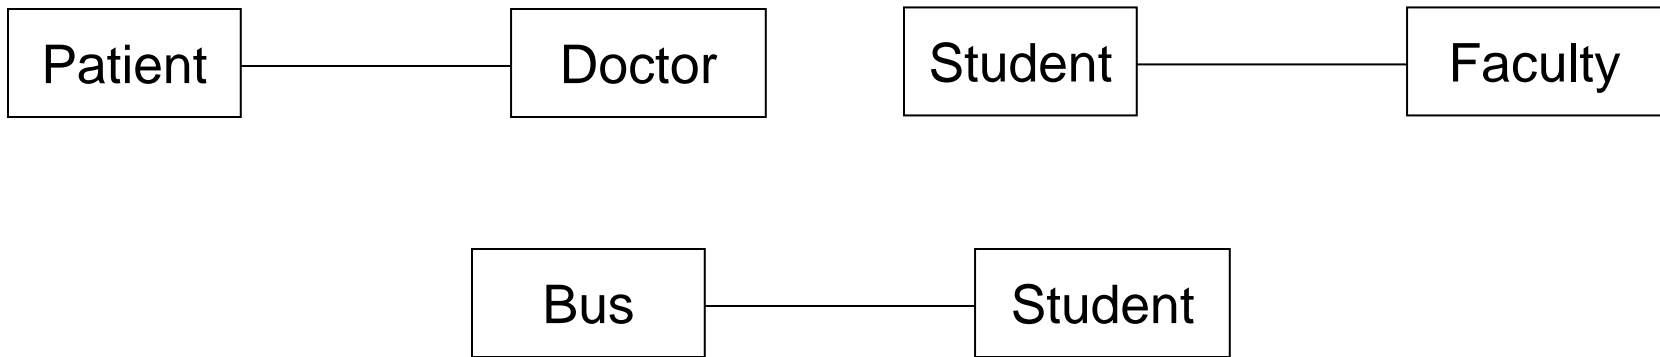 Patient
Doctor
Student
Faculty
Bus
Student